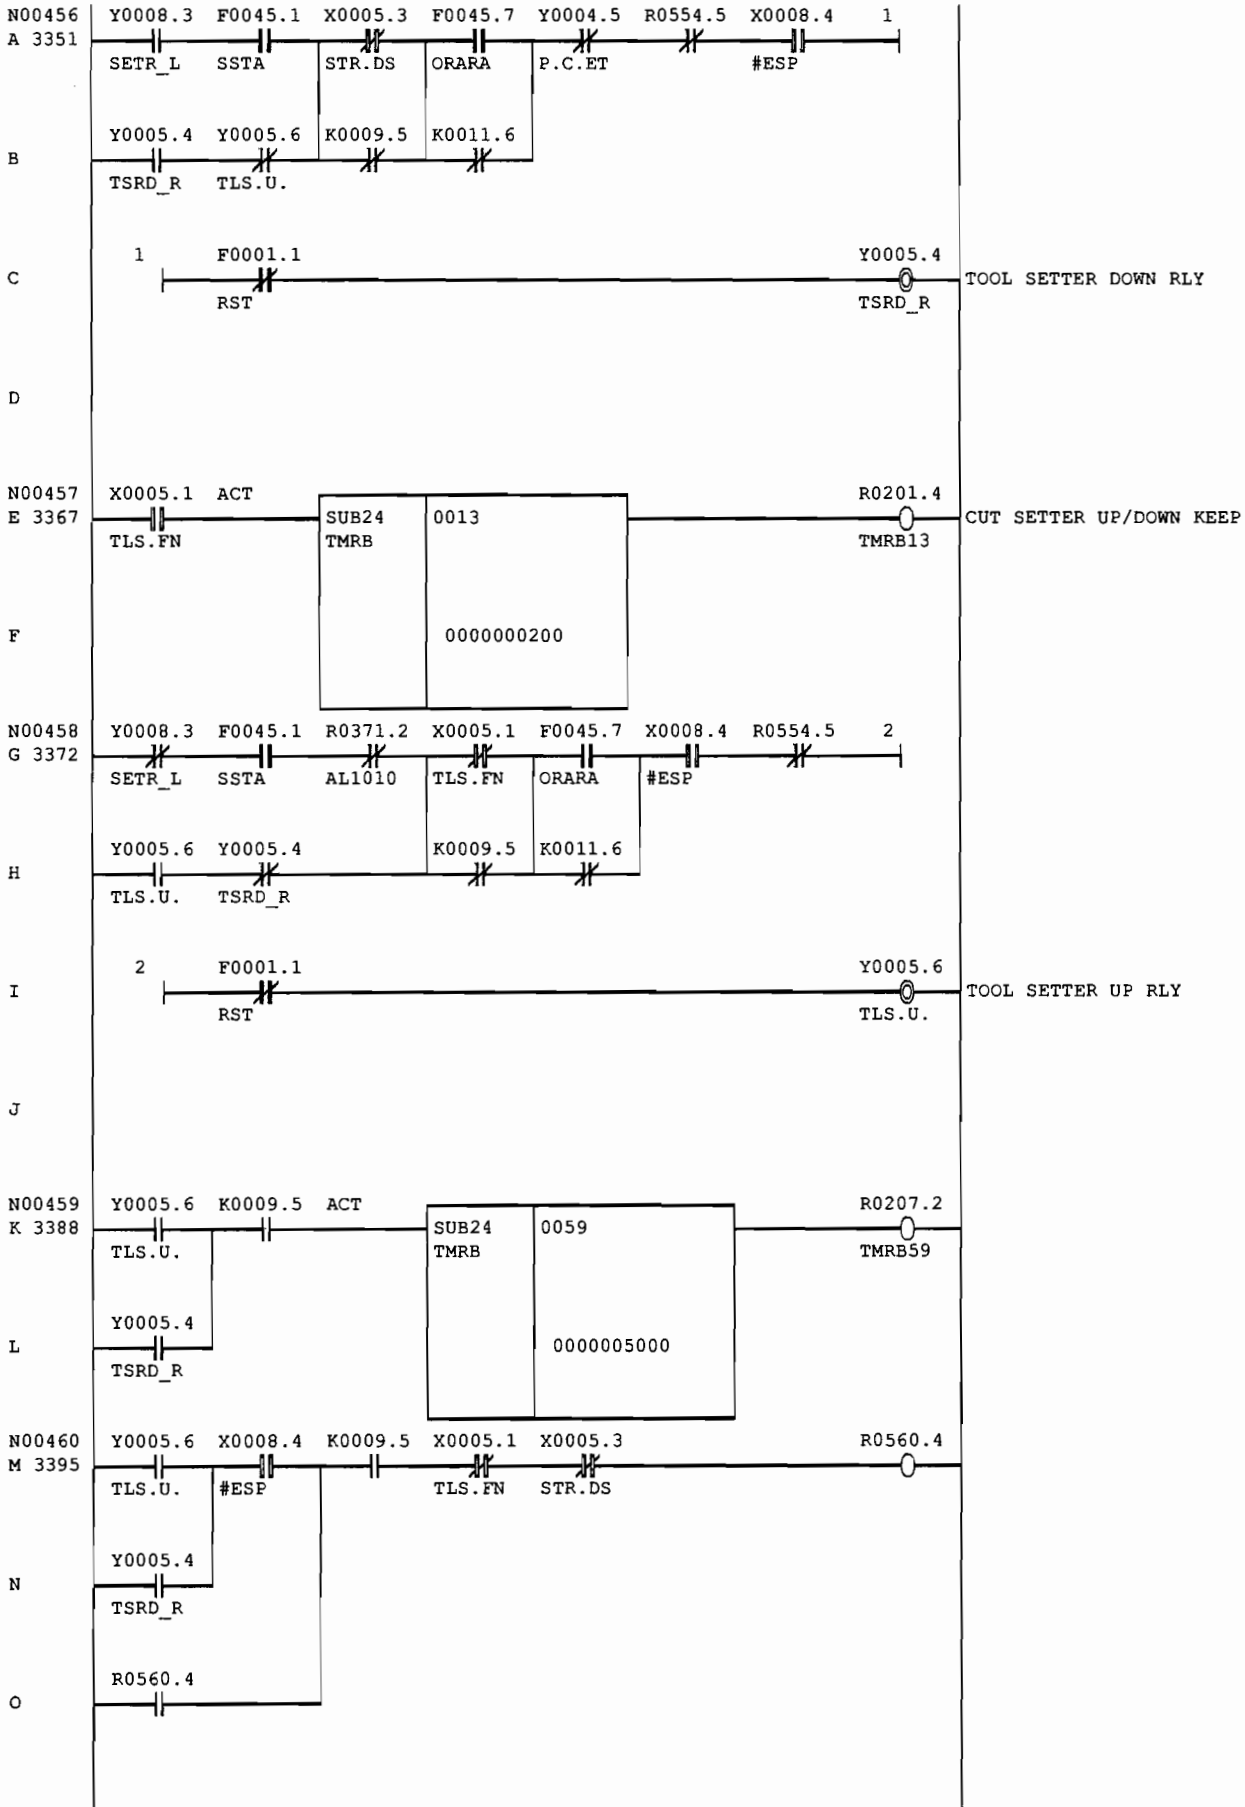 N00456 Y0008.3 F0045.1 X0005.3 F0045.7 Y0004.5 R0554.5 X0008.4 1
A 3351
SETR_L SSTA STR.DS ORARA P.C.ET #ESP
Y0005.4 Y0005.6 K0009.5 K0011.6
B
TSRD_R TLS.U.
1 F0001.1 Y0005.4
C TOOL SETTER DOWN RLY
RST TSRD_R
D
N00457 X0005.1 ACT R0201.4
E 3367 SUB24 0013 CUT SETTER UP/DOWN KEEP
TLS.FN TMRB TMRB13
F 0000000200
N00458 Y0008.3 F0045.1 R0371.2 X0005.1 F0045.7 X0008.4 R0554.5 2
G 3372
SETR_L SSTA AL1010 TLS.FN ORARA #ESP
Y0005.6 Y0005.4 K0009.5 K0011.6
H
TLS.U. TSRD_R
2 F0001.1 Y0005.6
I TOOL SETTER UP RLY
RST TLS.U.
J
N00459 Y0005.6 K0009.5 ACT R0207.2
K 3388 SUB24 0059
TLS.U. TMRB TMRB59
Y0005.4
L 0000005000
TSRD_R
N00460 Y0005.6 X0008.4 K0009.5 X0005.1 X0005.3 R0560.4
M 3395
TLS.U. #ESP TLS.FN STR.DS
Y0005.4
N
TSRD_R
R0560.4
O